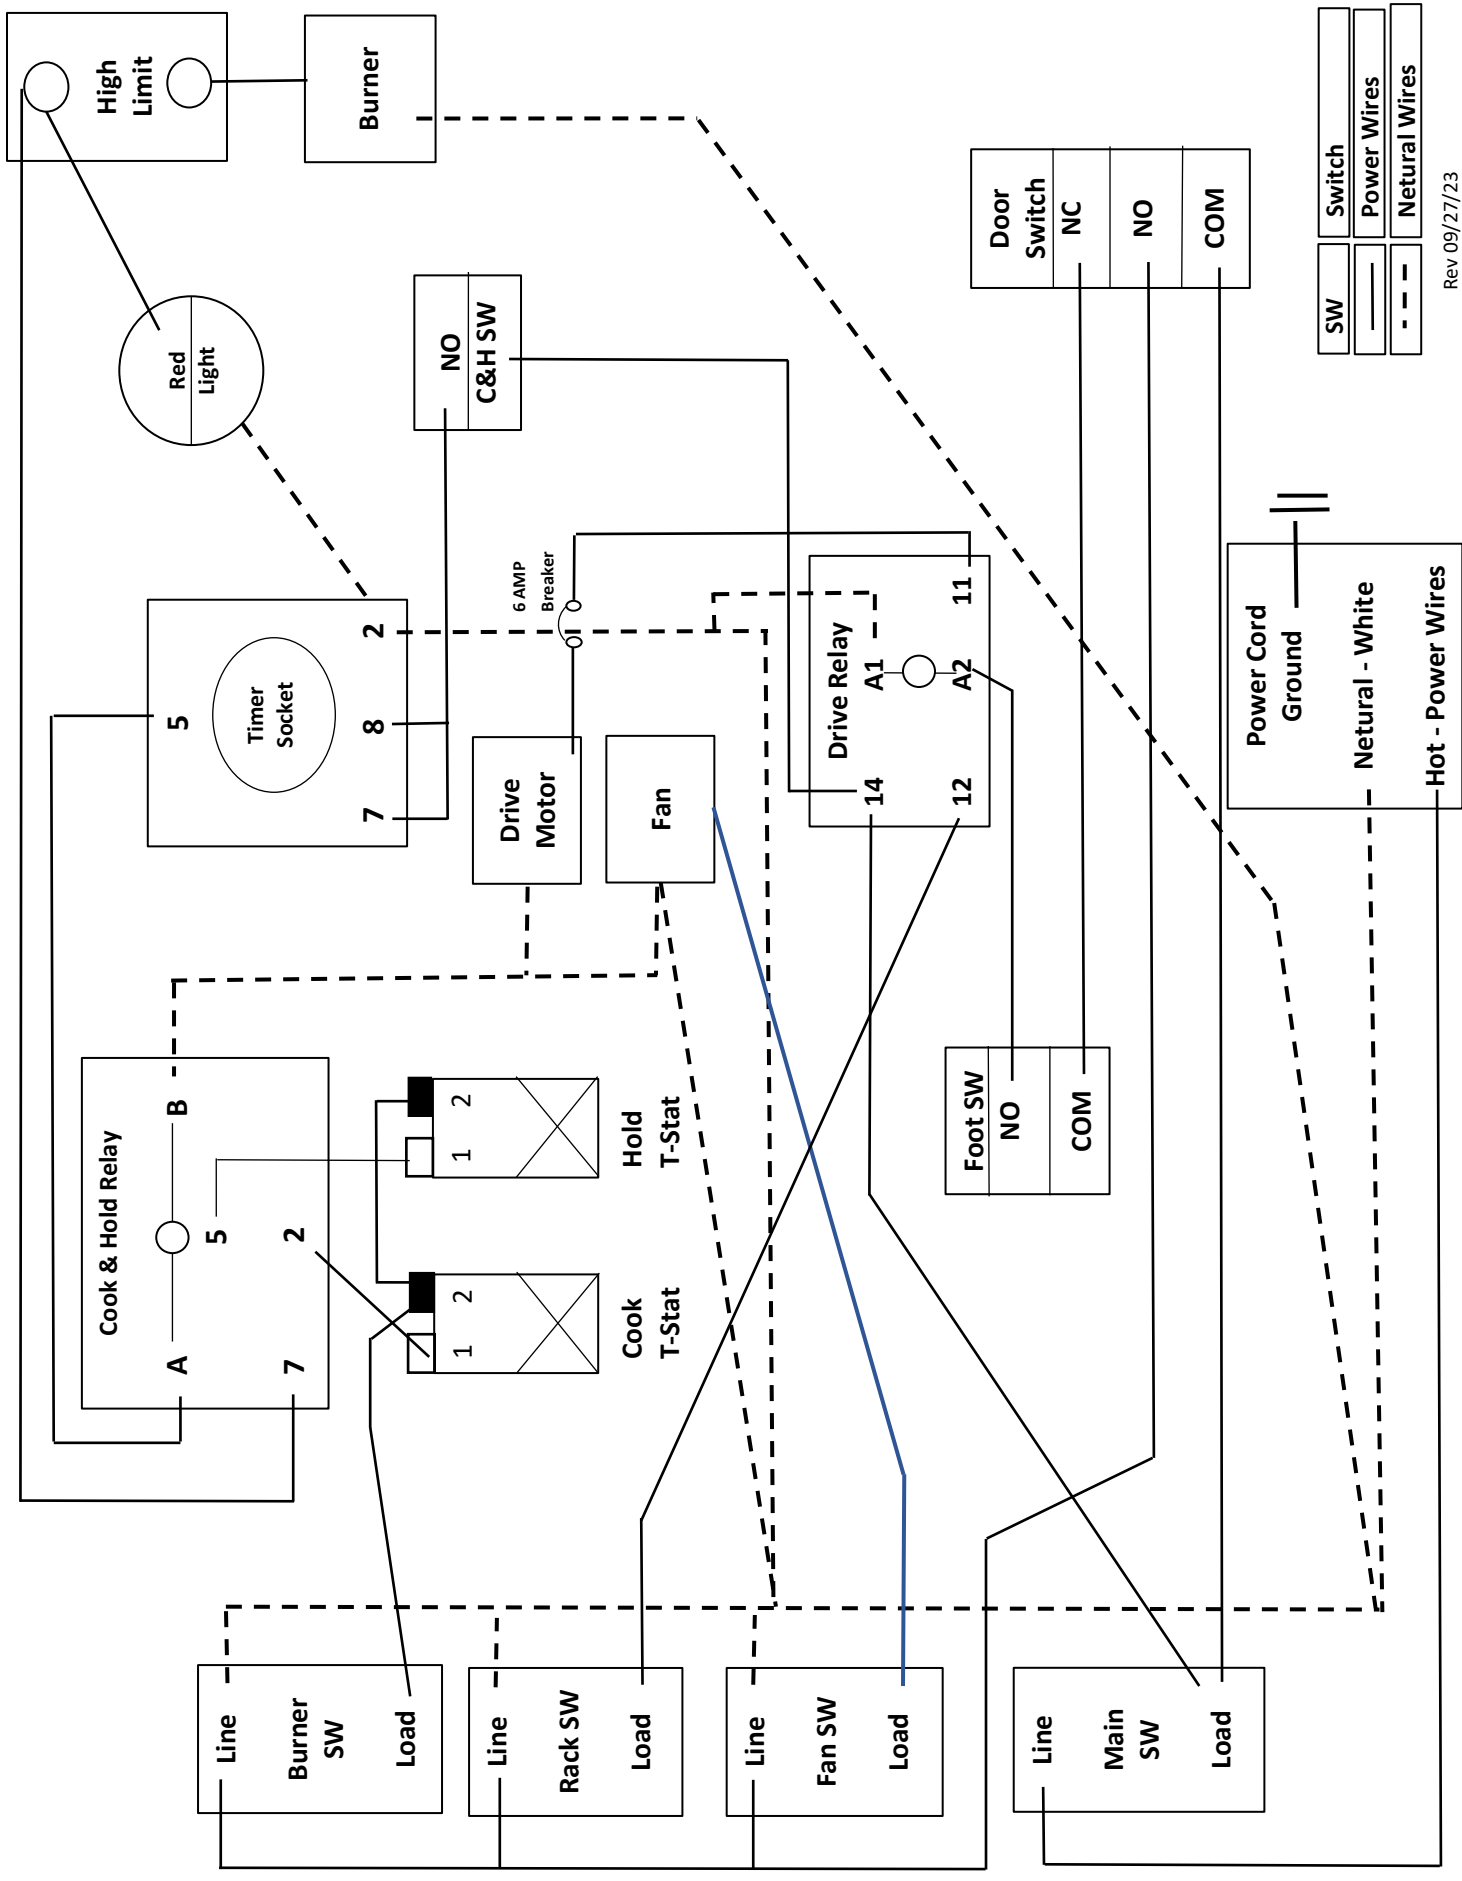 High
Limit
Burner
Red
Light
Timer
Socket
5
2
8
7
Cook & Hold Relay
A
B
5
2
7
Burner
SW
Line
Load
Cook
T-Stat
1
2
Hold
T-Stat
1
2
Drive
Motor
6 AMP
Breaker
NO
C&H SW
Rack SW
Line
Load
Fan
Fan SW
Line
Load
Drive Relay
14
A1
12
A2
11
Foot SW
NO
COM
Door
Switch
NC
NO
COM
Main
SW
Line
Load
Power Cord
Ground
Netural - White
Hot - Power Wires
SW
Switch
Power Wires
Netural Wires
Rev 09/27/23